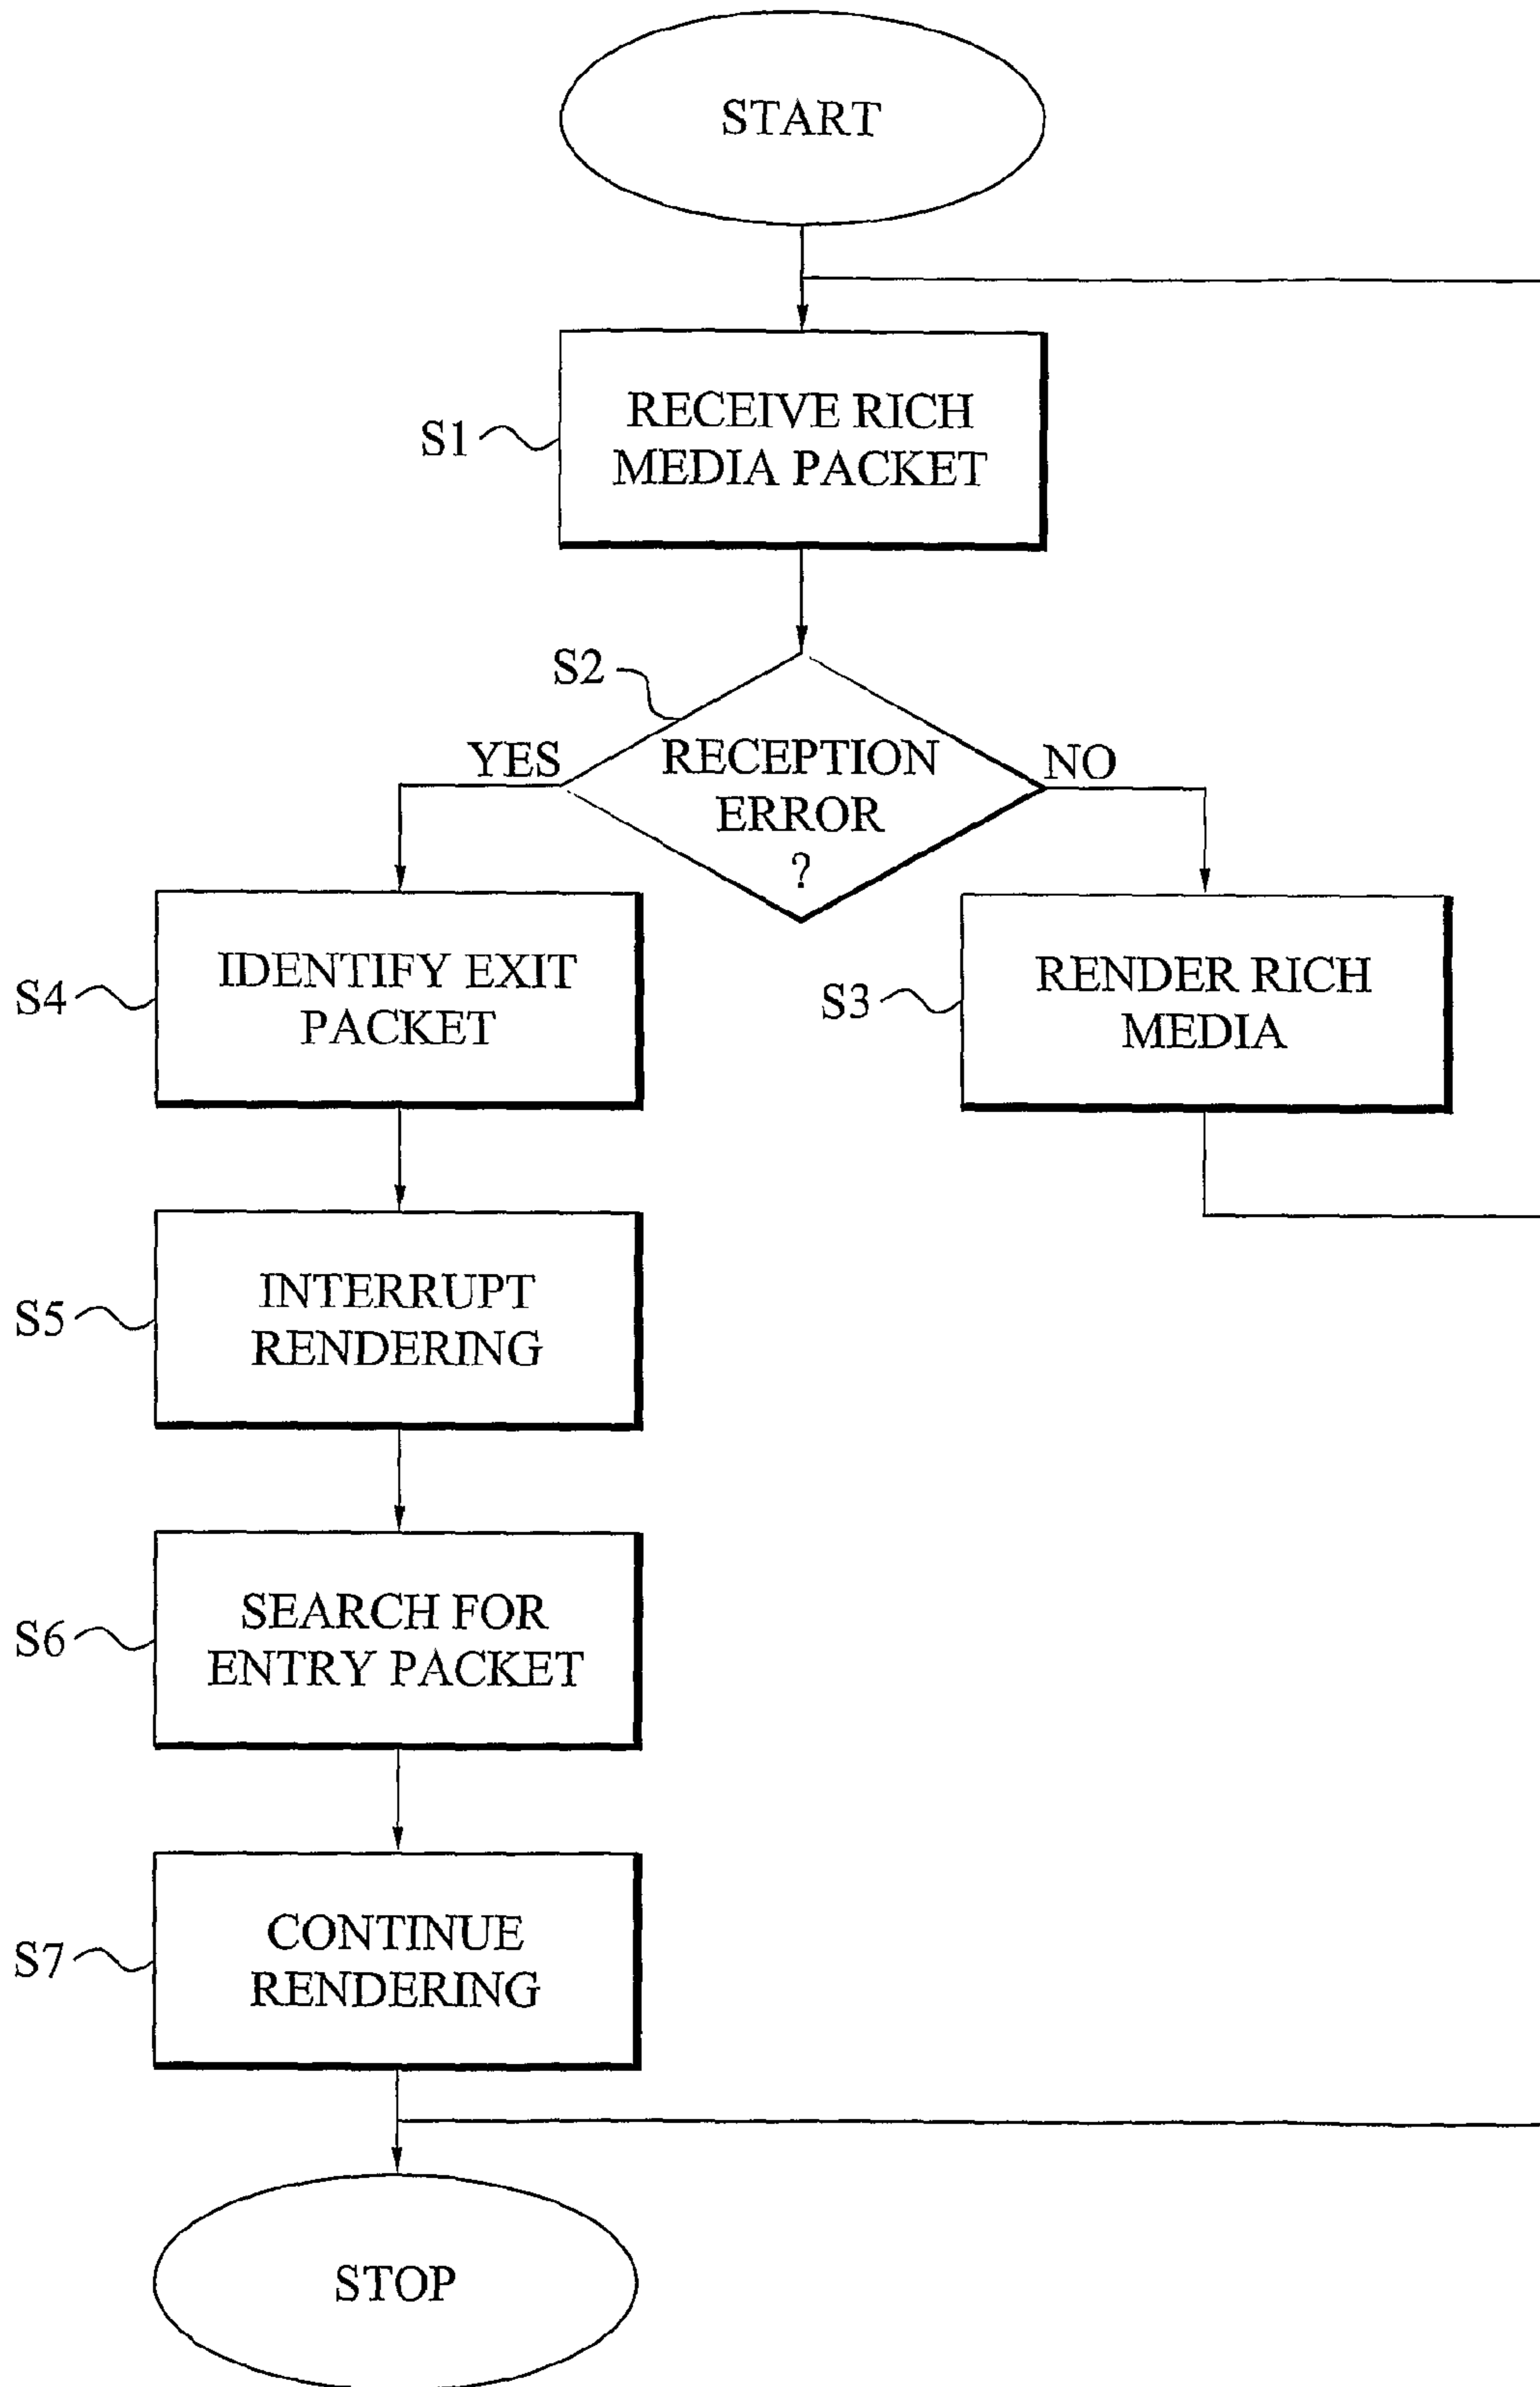 START
S1
RECEIVE RICH
MEDIA PACKET
S2
YES
RECEPTION
ERROR
?
NO
S4
IDENTIFY EXIT
PACKET
S3
RENDER RICH
MEDIA
S5
INTERRUPT
RENDERING
S6
SEARCH FOR
ENTRY PACKET
S7
CONTINUE
RENDERING
STOP